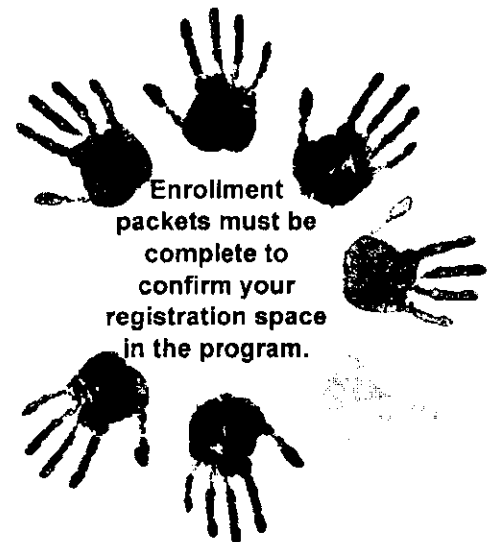 Enrollment
packets must be
complete to
confirm your
registration space
in the program.